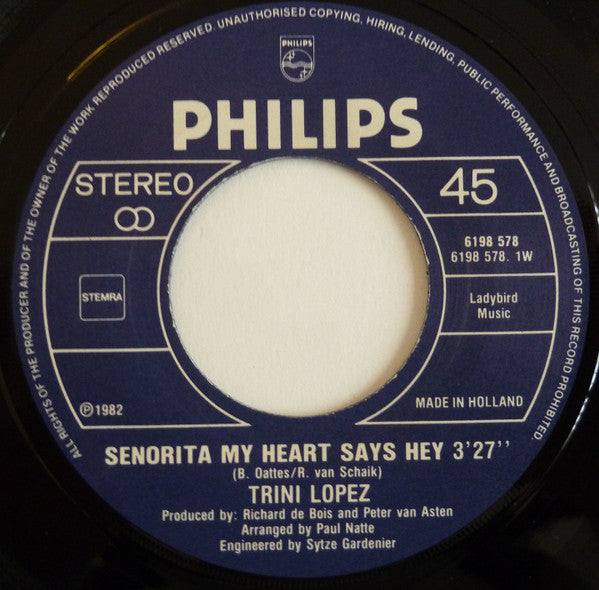 ALL RIGHTS OF THE PRODUCER AND OF THE OWNER OF THE WORK REPRODUCED RESERVED. UNAUTHORISED COPYING, HIRING, LENDING, PUBLIC PERFORMANCE AND BROADCASTING OF THIS RECORD PROHIBITED.
PHILIPS
PHILIPS
STEREO
45
6198 578
6198 578. 1W
STEMRA
Ladybird
Music
℗1982
MADE IN HOLLAND
SENORITA MY HEART SAYS HEY 3'27''
(B. Oattes/R. van Schaik)
TRINI LOPEZ
Produced by: Richard de Bois and Peter van Asten
Arranged by Paul Natte
Engineered by Sytze Gardenier